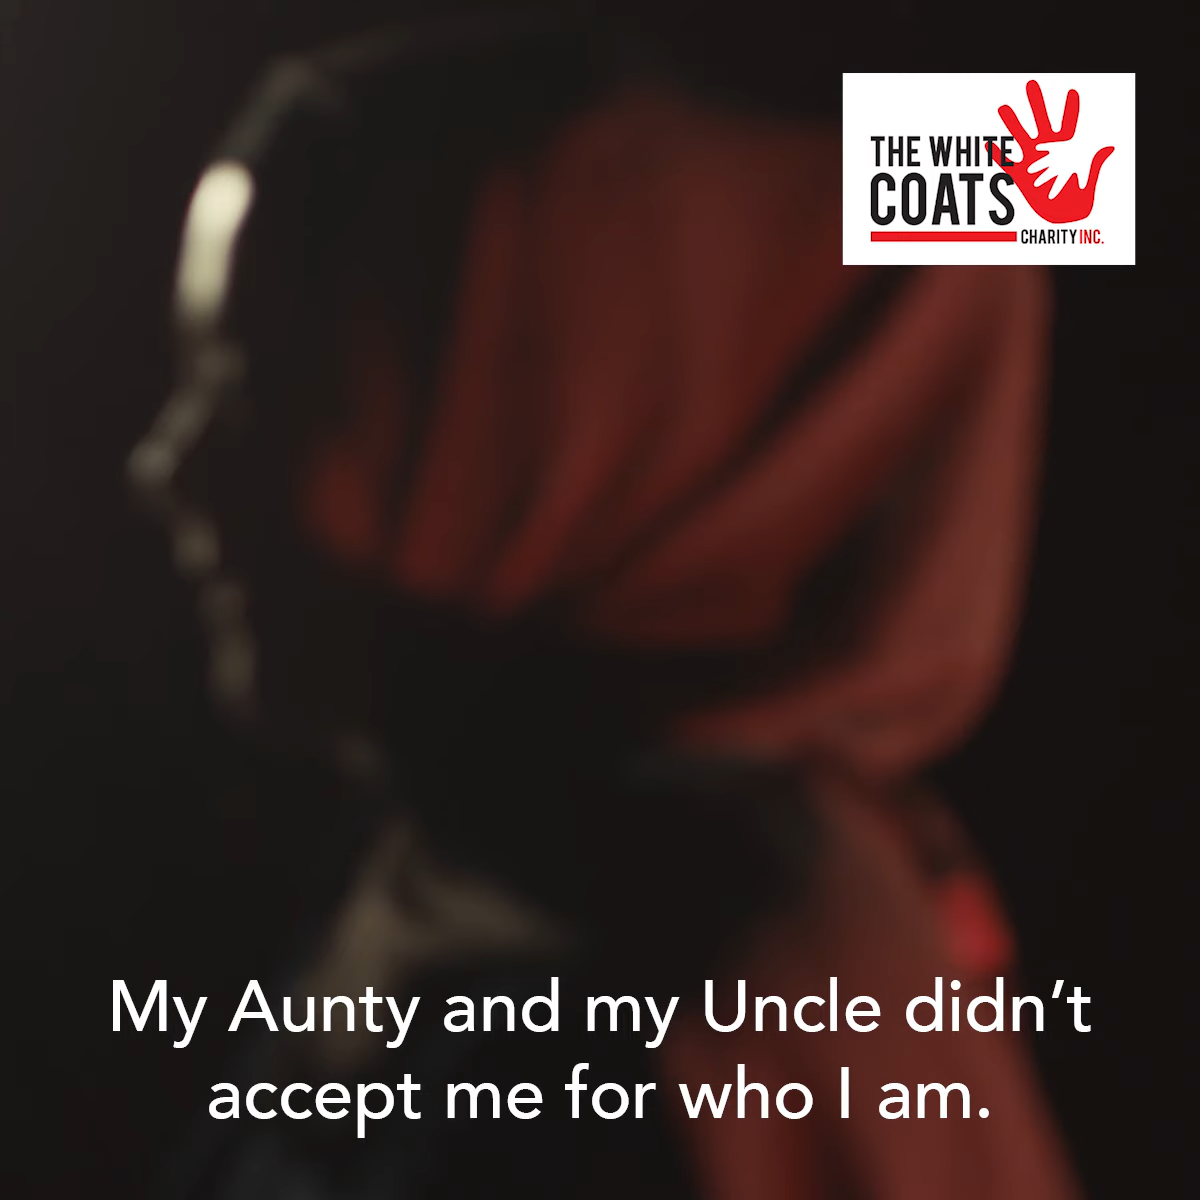 THE WHITE
COATS
CHARITY INC.
My Aunty and my Uncle didn’t
accept me for who I am.